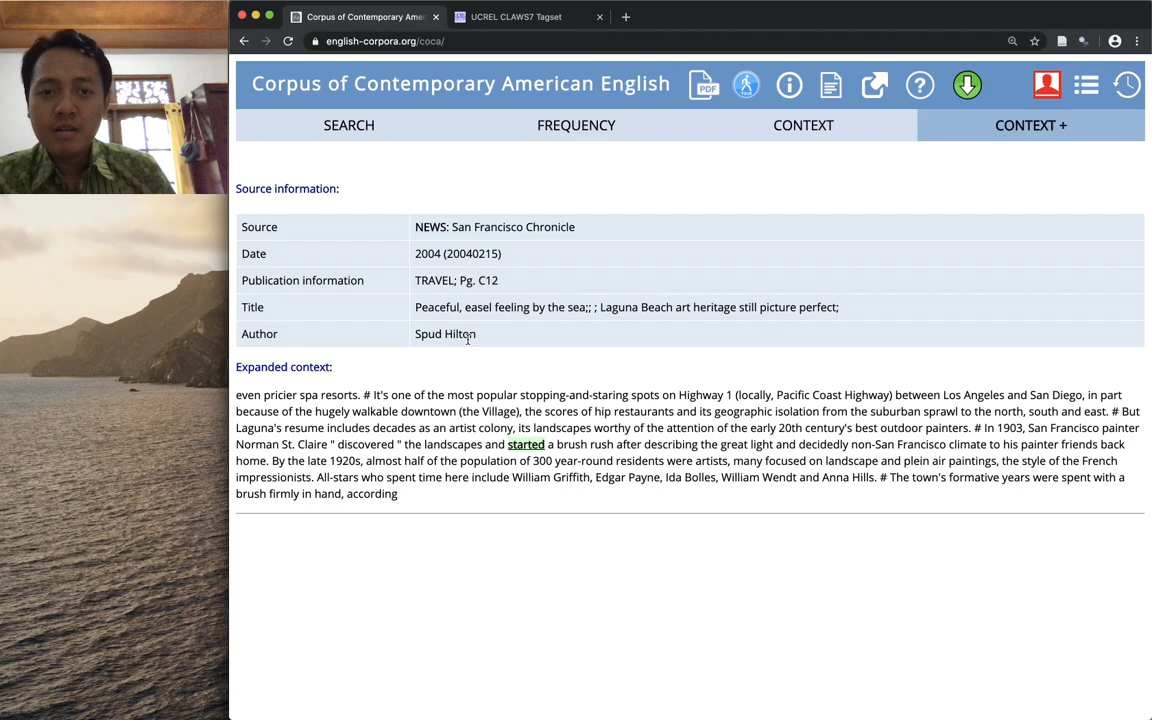 Corpus of Contemporary Amer
UCREL CLAWS7 Tagset
english-corpora.org/coca/
Corpus of Contemporary American English
PDF
SEARCH
FREQUENCY
CONTEXT
CONTEXT +
Source information:
Source NEWS: San Francisco Chronicle
Date 2004 (20040215)
Publication information TRAVEL; Pg. C12
Title Peaceful, easel feeling by the sea;; ; Laguna Beach art heritage still picture perfect;
Author Spud Hilton
Expanded context:
even pricier spa resorts. # It's one of the most popular stopping-and-staring spots on Highway 1 (locally, Pacific Coast Highway) between Los Angeles and San Diego, in part
because of the hugely walkable downtown (the Village), the scores of hip restaurants and its geographic isolation from the suburban sprawl to the north, south and east. # But
Laguna's resume includes decades as an artist colony, its landscapes worthy of the attention of the early 20th century's best outdoor painters. # In 1903, San Francisco painter
Norman St. Claire " discovered " the landscapes and started a brush rush after describing the great light and decidedly non-San Francisco climate to his painter friends back
home. By the late 1920s, almost half of the population of 300 year-round residents were artists, many focused on landscape and plein air paintings, the style of the French
impressionists. All-stars who spent time here include William Griffith, Edgar Payne, Ida Bolles, William Wendt and Anna Hills. # The town's formative years were spent with a
brush firmly in hand, according